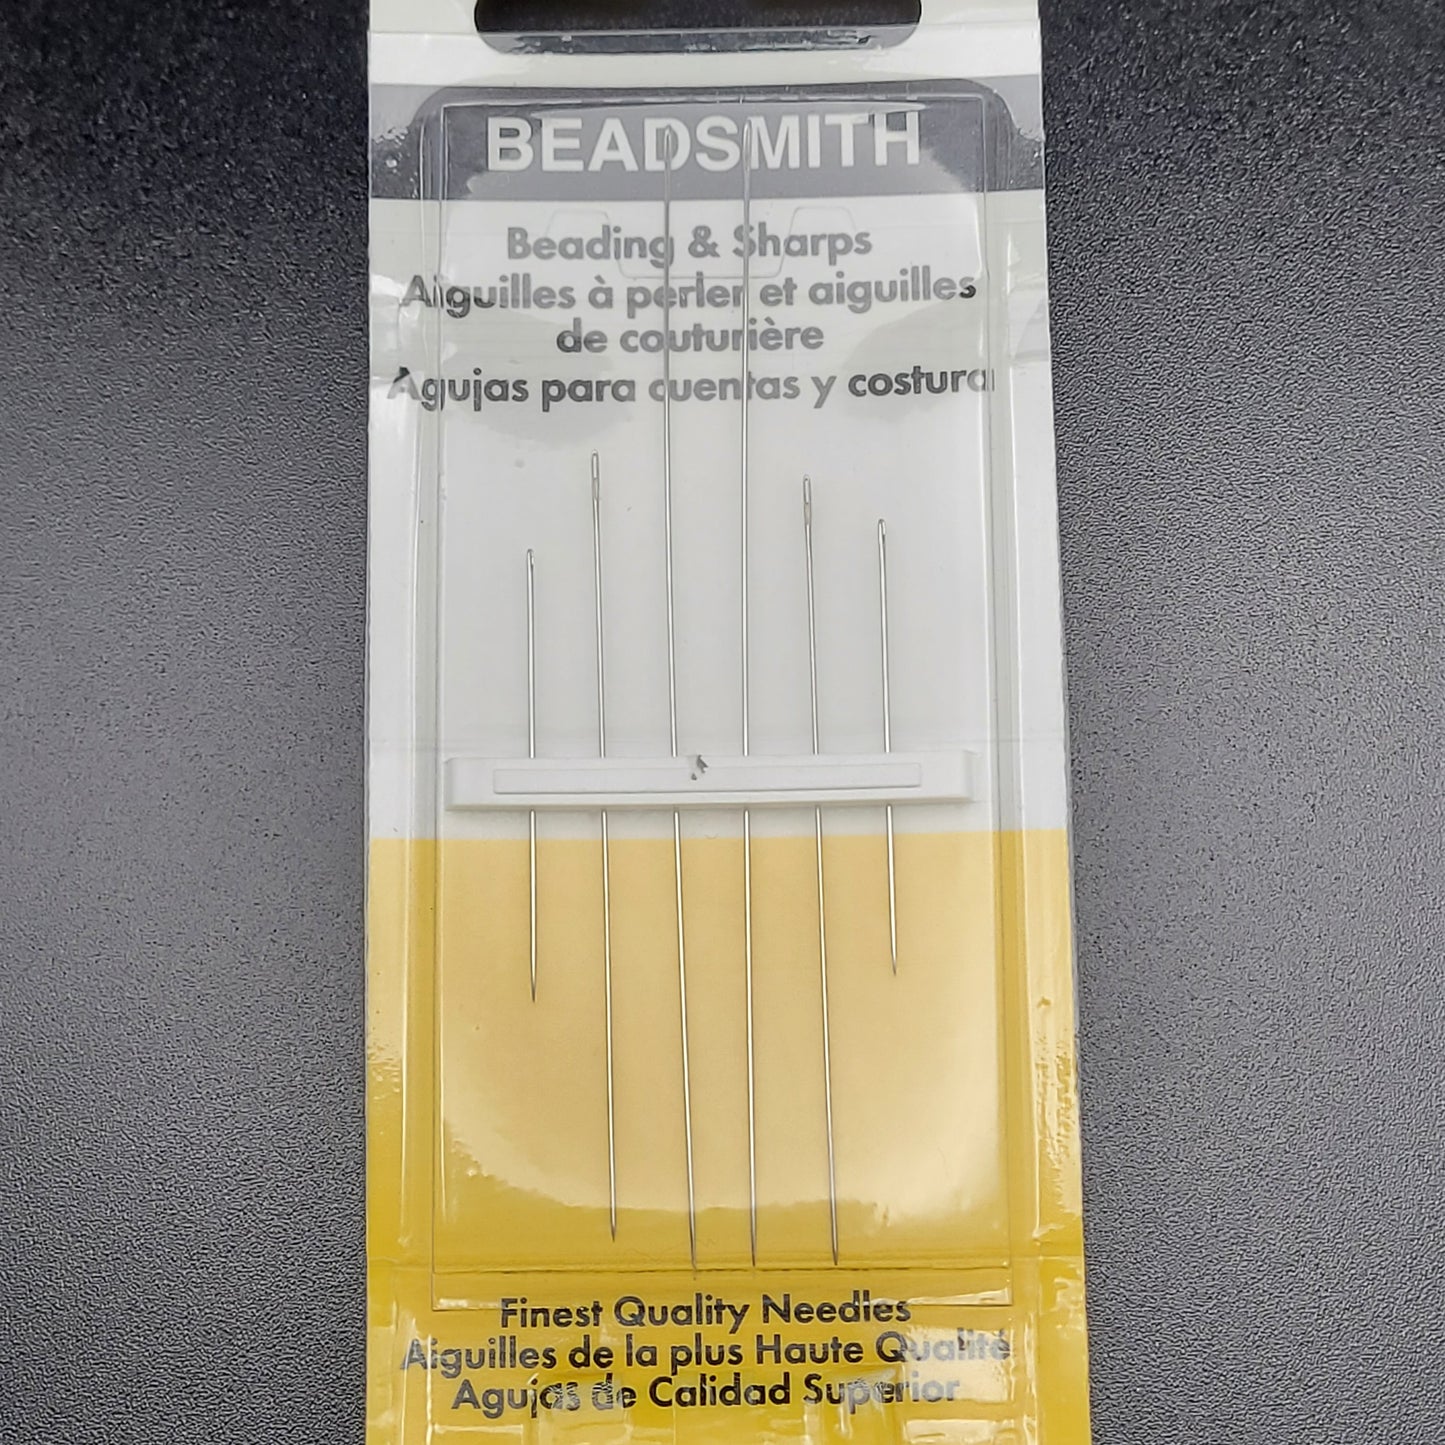 BEADSMITH
Beading & Sharps
Aiguilles à perler et aiguilles
de couturière
Agujas para cuentas y costura
Finest Quality Needles
Aiguilles de la plus Haute Qualité
Agujas de Calidad Superior